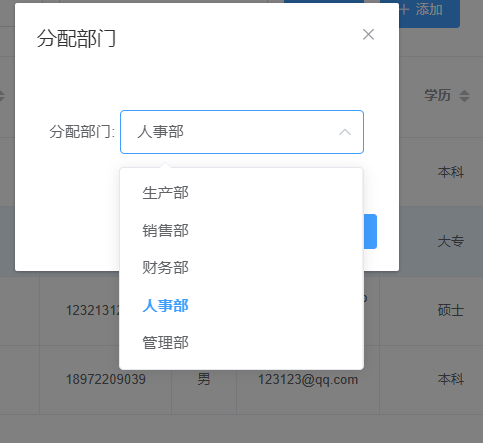 + 添加
分配部门
学历
分配部门: 人事部
本科
生产部
销售部
大专
财务部
人事部
1232131
硕士
管理部
18972209039 男 123123@qq.com 本科